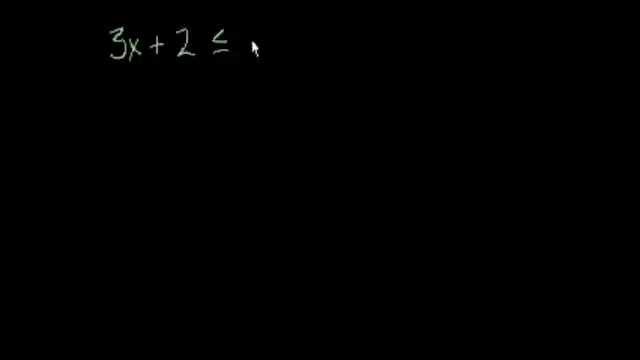 3x + 2 ≤